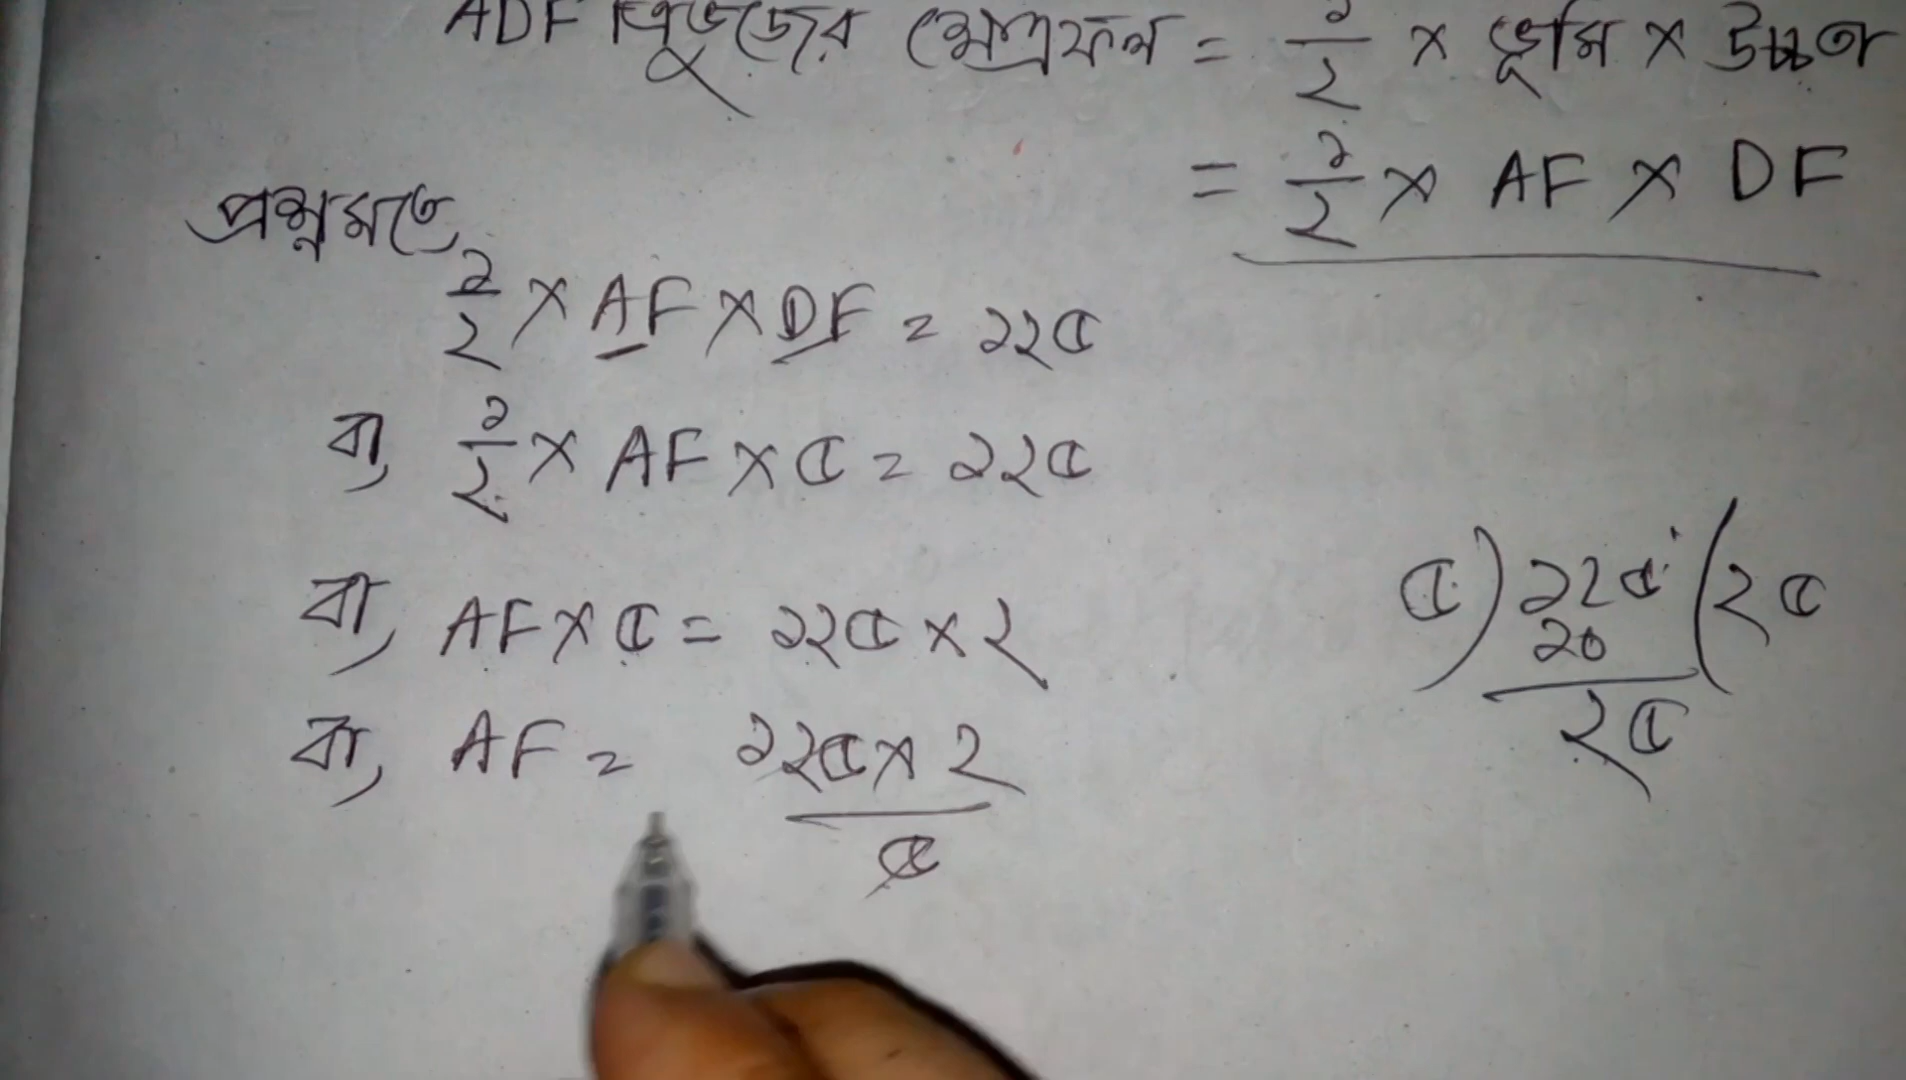 ADF ত্রিভুজের ক্ষেত্রফল = ১/২ × ভূমি × উচ্চতা
= ১/২ × AF × DF
প্রশ্নমতে,
১/২ × AF × DF = ১২৫
বা, ১/২ × AF × ৫ = ১২৫
বা, AF × ৫ = ১২৫ × ২
বা, AF = ১২৫ × ২ / ৫
৫) ১২৫ (২৫
১০
২৫